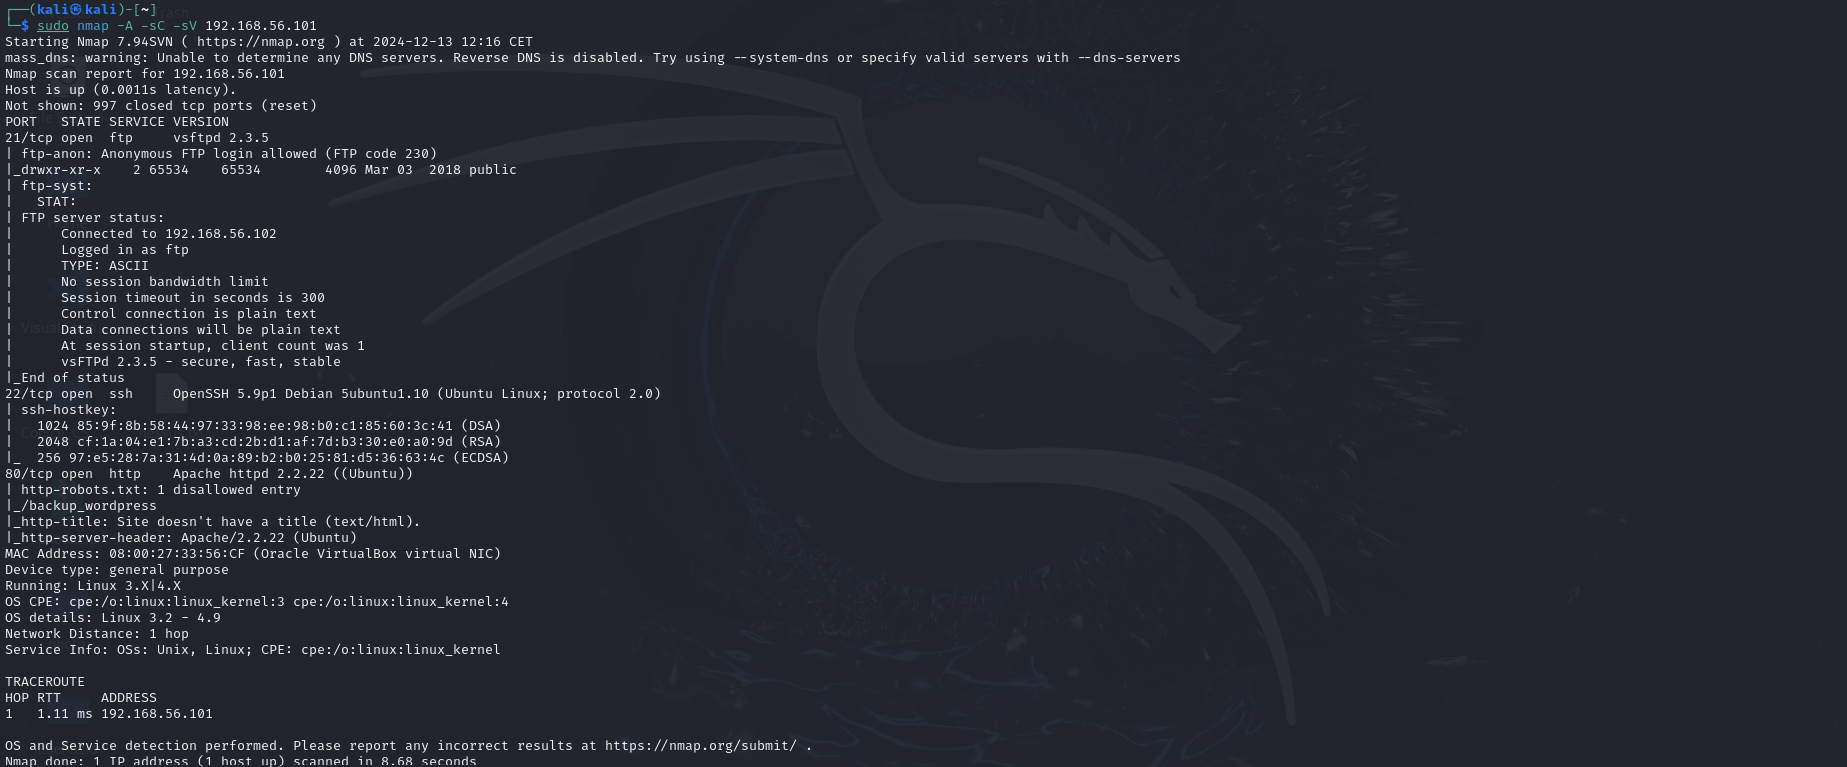 ┌──(kali㉿kali)-[~]
└─$ sudo nmap -A -sC -sV 192.168.56.101
Starting Nmap 7.94SVN ( https://nmap.org ) at 2024-12-13 12:16 CET
mass_dns: warning: Unable to determine any DNS servers. Reverse DNS is disabled. Try using --system-dns or specify valid servers with --dns-servers
Nmap scan report for 192.168.56.101
Host is up (0.0011s latency).
Not shown: 997 closed tcp ports (reset)
PORT   STATE SERVICE VERSION
21/tcp open  ftp     vsftpd 2.3.5
| ftp-anon: Anonymous FTP login allowed (FTP code 230)
|_drwxr-xr-x    2 65534    65534        4096 Mar 03  2018 public
| ftp-syst:
|   STAT:
| FTP server status:
|      Connected to 192.168.56.102
|      Logged in as ftp
|      TYPE: ASCII
|      No session bandwidth limit
|      Session timeout in seconds is 300
|      Control connection is plain text
|      Data connections will be plain text
|      At session startup, client count was 1
|      vsFTPd 2.3.5 - secure, fast, stable
|_End of status
22/tcp open  ssh     OpenSSH 5.9p1 Debian 5ubuntu1.10 (Ubuntu Linux; protocol 2.0)
| ssh-hostkey:
|   1024 85:9f:8b:58:44:97:33:98:ee:98:b0:c1:85:60:3c:41 (DSA)
|   2048 cf:1a:04:e1:7b:a3:cd:2b:d1:af:7d:b3:30:e0:a0:9d (RSA)
|_  256 97:e5:28:7a:31:4d:0a:89:b2:b0:25:81:d5:36:63:4c (ECDSA)
80/tcp open  http    Apache httpd 2.2.22 ((Ubuntu))
| http-robots.txt: 1 disallowed entry
|_/backup_wordpress
|_http-title: Site doesn't have a title (text/html).
|_http-server-header: Apache/2.2.22 (Ubuntu)
MAC Address: 08:00:27:33:56:CF (Oracle VirtualBox virtual NIC)
Device type: general purpose
Running: Linux 3.X|4.X
OS CPE: cpe:/o:linux:linux_kernel:3 cpe:/o:linux:linux_kernel:4
OS details: Linux 3.2 - 4.9
Network Distance: 1 hop
Service Info: OSs: Unix, Linux; CPE: cpe:/o:linux:linux_kernel

TRACEROUTE
HOP RTT     ADDRESS
1   1.11 ms 192.168.56.101

OS and Service detection performed. Please report any incorrect results at https://nmap.org/submit/ .
Nmap done: 1 IP address (1 host up) scanned in 8.68 seconds